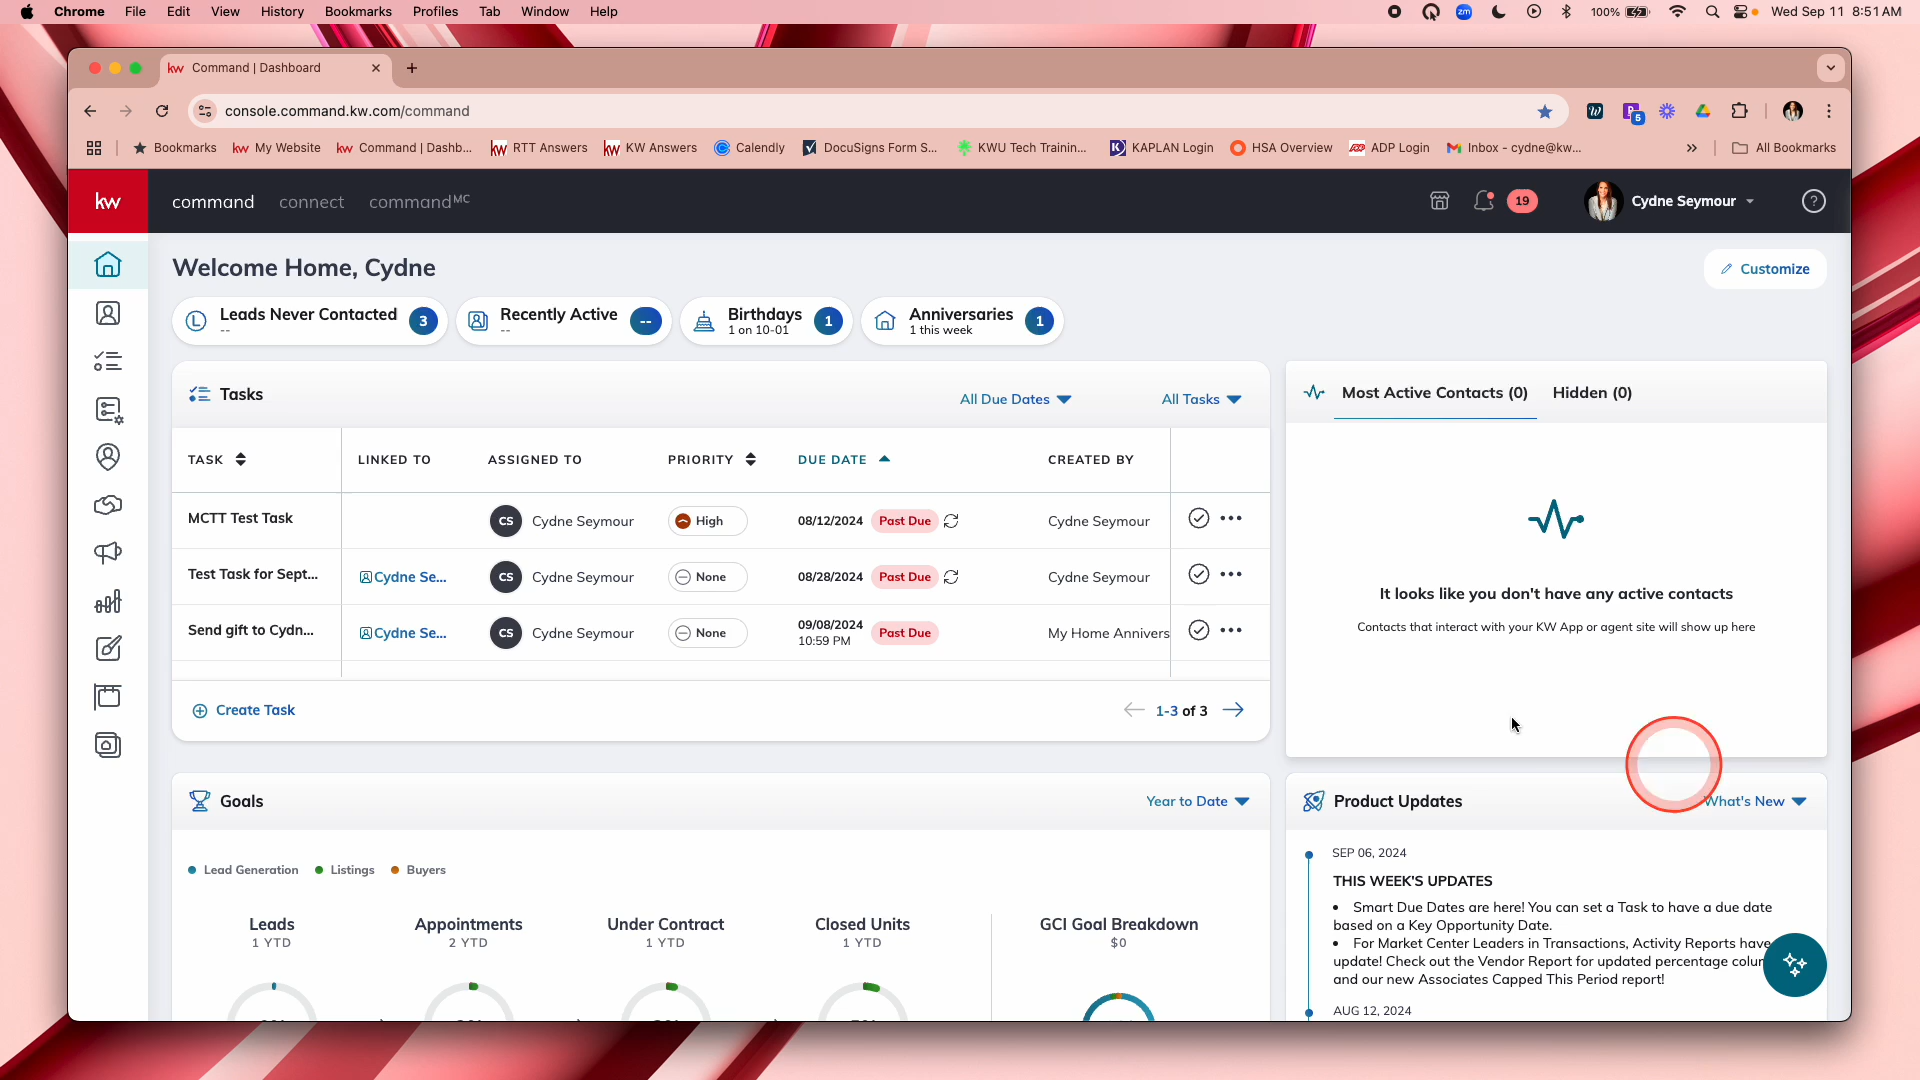 Chrome File Edit View History Bookmarks Profiles Tab Window Help
zm 100% Wed Sep 11 8:51 AM
kw Command | Dashboard
console.command.kw.com/command
5
Bookmarks
kw My Website
kw Command | Dashb...
kw RTT Answers
kw KW Answers
Calendly
DocuSigns Form S...
KWU Tech Trainin...
KAPLAN Login
HSA Overview
ADP Login
Inbox - cydne@kw...
All Bookmarks
kw command connect command MC
19 Cydne Seymour ?
Welcome Home, Cydne
Customize
L Leads Never Contacted 3
--
Recently Active --
--
Birthdays 1
1 on 10-01
Anniversaries 1
1 this week
Tasks
All Due Dates All Tasks
TASK LINKED TO ASSIGNED TO PRIORITY DUE DATE CREATED BY
MCTT Test Task CS Cydne Seymour High 08/12/2024 Past Due Cydne Seymour
Test Task for Sept... Cydne Se... CS Cydne Seymour None 08/28/2024 Past Due Cydne Seymour
Send gift to Cydn... Cydne Se... CS Cydne Seymour None 09/08/2024 Past Due My Home Annivers
10:59 PM
Create Task 1-3 of 3
Most Active Contacts (0) Hidden (0)
It looks like you don't have any active contacts
Contacts that interact with your KW App or agent site will show up here
Goals Year to Date
Lead Generation Listings Buyers
Leads Appointments Under Contract Closed Units GCI Goal Breakdown
1 YTD 2 YTD 1 YTD 1 YTD $0
Product Updates What's New
SEP 06, 2024
THIS WEEK'S UPDATES
• Smart Due Dates are here! You can set a Task to have a due date
based on a Key Opportunity Date.
• For Market Center Leaders in Transactions, Activity Reports have
update! Check out the Vendor Report for updated percentage colu
and our new Associates Capped This Period report!
AUG 12, 2024